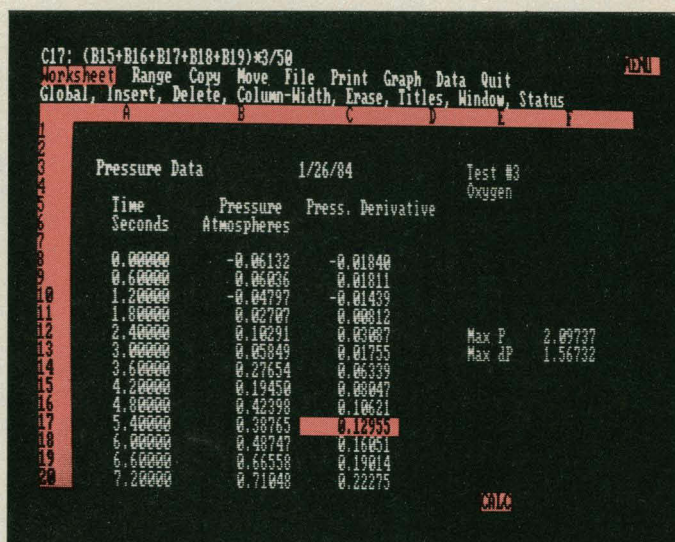 C17: (B15+B16+B17+B18+B19)*3/50 MENU
Worksheet Range Copy Move File Print Graph Data Quit
Global, Insert, Delete, Column-Width, Erase, Titles, Window, Status
A B C D E F
1
2
3 Pressure Data 1/26/84 Test #3
4 Oxygen
5 Time Pressure Press. Derivative
6 Seconds Atmospheres
7
8 0.00000 -0.06132 -0.01840
9 0.60000 0.06036 0.01811
10 1.20000 -0.04797 -0.01439
11 1.80000 0.02707 0.00812
12 2.40000 0.10291 0.03087 Max P 2.09737
13 3.00000 0.05849 0.01755 Max dP 1.56732
14 3.60000 0.27654 0.06339
15 4.20000 0.19450 0.08047
16 4.80000 0.42398 0.10621
17 5.40000 0.38765 0.12955
18 6.00000 0.48747 0.16051
19 6.60000 0.66558 0.19014
20 7.20000 0.71048 0.22275
CALC